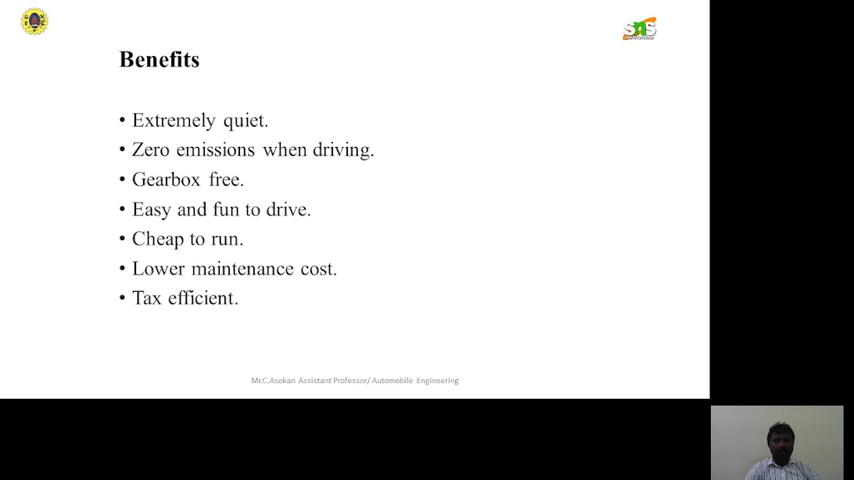 SNS
Benefits
• Extremely quiet.
• Zero emissions when driving.
• Gearbox free.
• Easy and fun to drive.
• Cheap to run.
• Lower maintenance cost.
• Tax efficient.
Mr.C.Asokan Assistant Professor/ Automobile Engineering